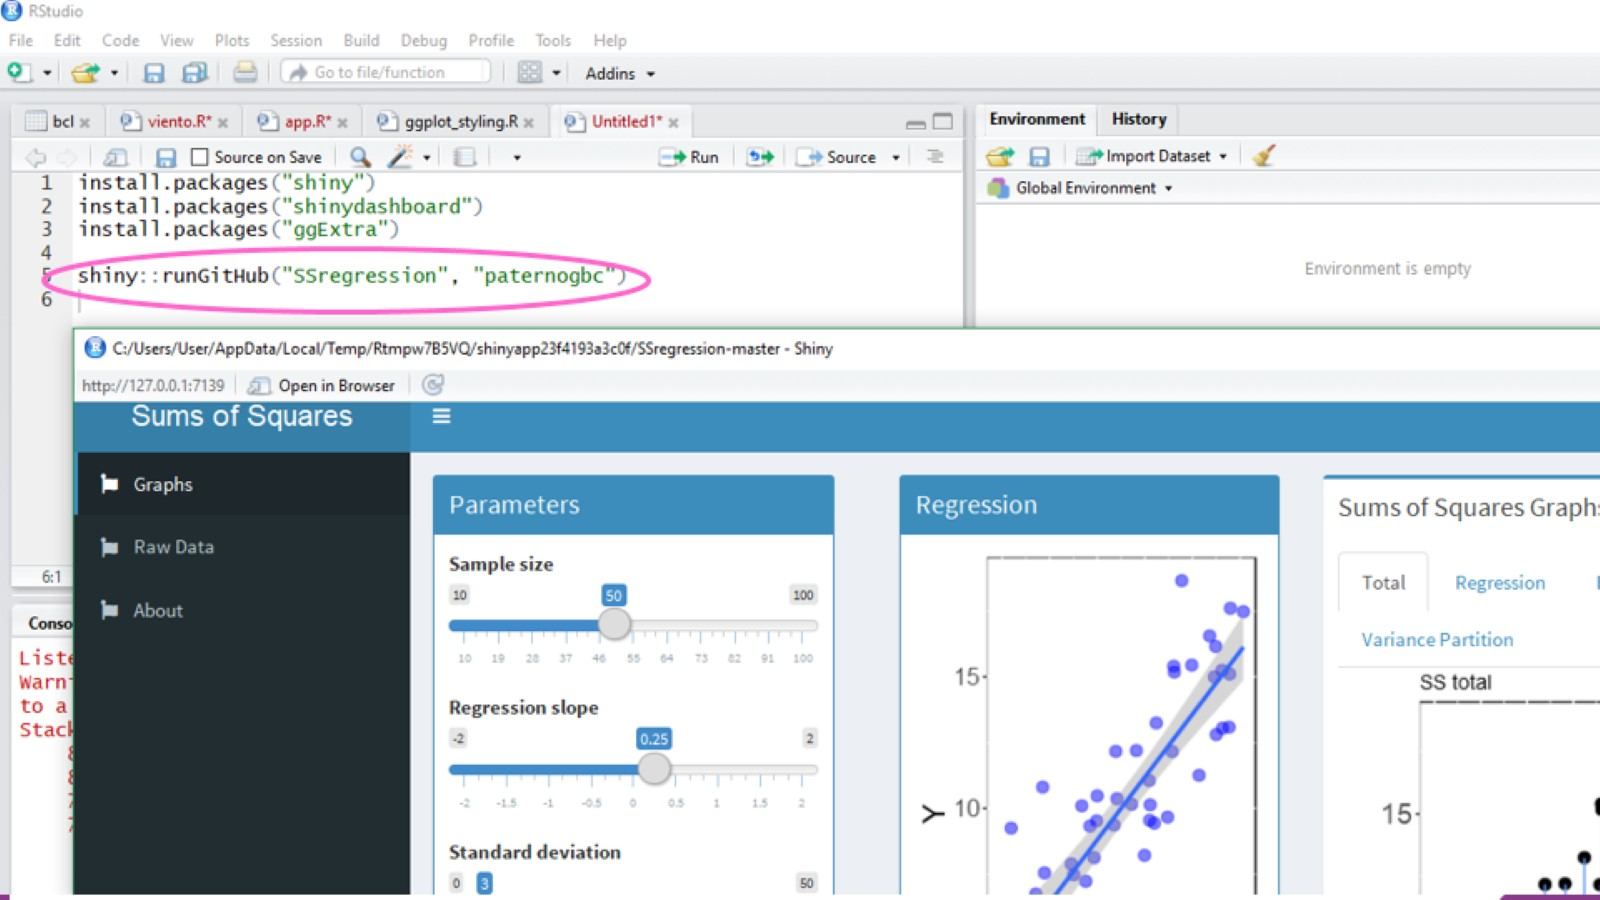 RStudio
File Edit Code View Plots Session Build Debug Profile Tools Help
Go to file/function Addins
bcl viento.R* app.R* ggplot_styling.R Untitled1*
Environment History
Source on Save Run Source
Import Dataset
Global Environment
1 install.packages("shiny")
2 install.packages("shinydashboard")
3 install.packages("ggExtra")
4
5 shiny::runGitHub("SSregression", "paternogbc")
6
Environment is empty
C:/Users/User/AppData/Local/Temp/Rtmpw7B5VQ/shinyapp23f4193a3c0f/SSregression-master - Shiny
http://127.0.0.1:7139 Open in Browser
Sums of Squares
Graphs
Raw Data
About
6:1
Conso
Liste
Warn
to a
Stack
Parameters
Sample size
10 50 100
10 19 28 37 46 55 64 73 82 91 100
Regression slope
-2 0.25 2
-2 -1.5 -1 -0.5 0 0.5 1 1.5 2
Standard deviation
0 3 50
Regression
15
Y 10
Sums of Squares Graphs
Total Regression
Variance Partition
SS total
15